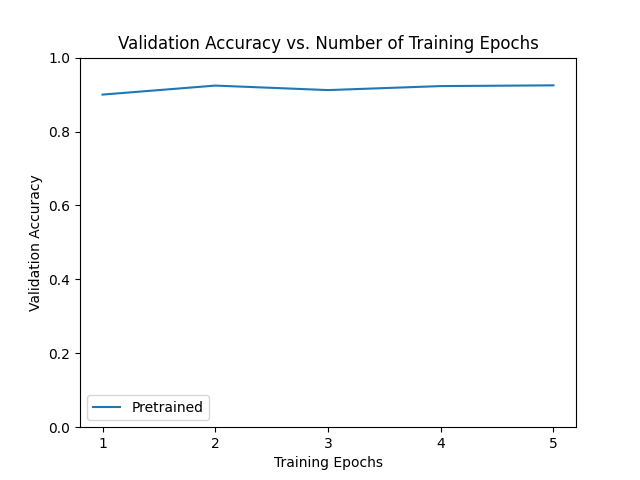 Validation Accuracy vs. Number of Training Epochs
1.0
0.8
0.6
0.4
0.2
0.0
Validation Accuracy
Pretrained
1 2 3 4 5
Training Epochs